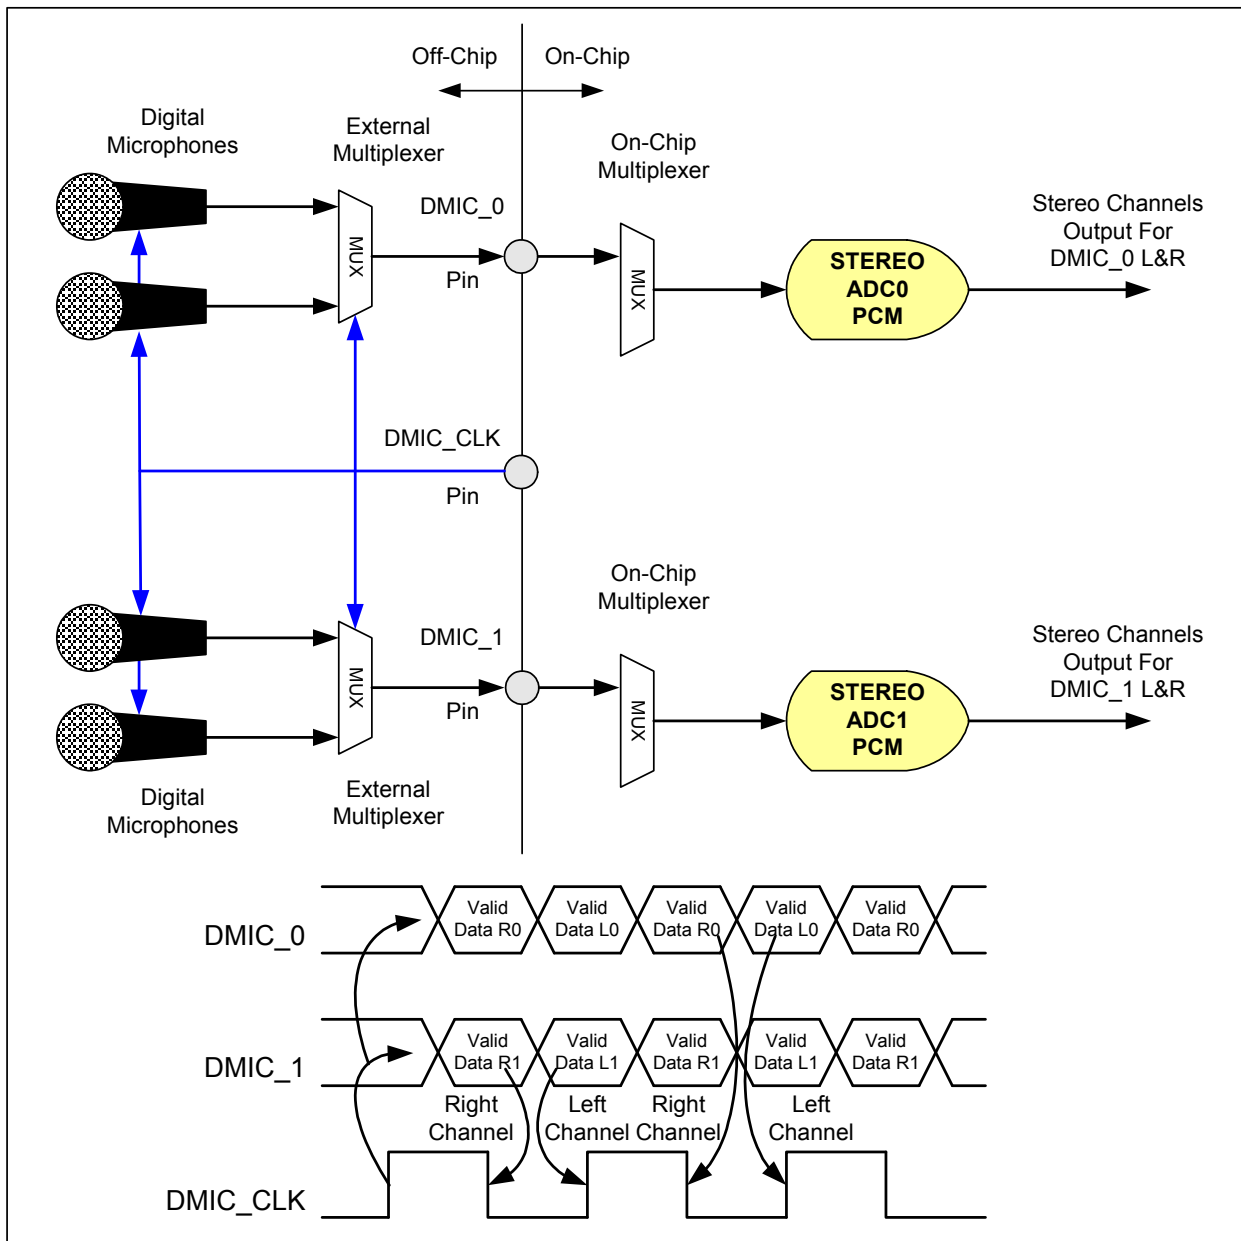 Off-Chip
On-Chip
Digital
Microphones
External
Multiplexer
On-Chip
Multiplexer
DMIC_0
Pin
MUX
MUX
STEREO
ADC0
PCM
Stereo Channels
Output For
DMIC_0 L&R
DMIC_CLK
Pin
On-Chip
Multiplexer
DMIC_1
Pin
MUX
MUX
STEREO
ADC1
PCM
Stereo Channels
Output For
DMIC_1 L&R
Digital
Microphones
External
Multiplexer
DMIC_0
Valid
Data R0
Valid
Data L0
Valid
Data R0
Valid
Data L0
Valid
Data R0
DMIC_1
Valid
Data R1
Valid
Data L1
Valid
Data R1
Valid
Data L1
Valid
Data R1
Right
Channel
Left
Channel
Right
Channel
Left
Channel
DMIC_CLK